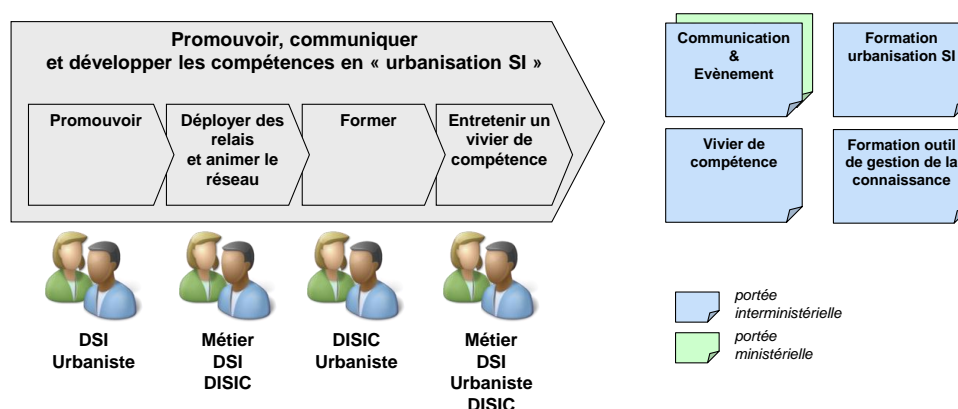 Promouvoir, communiquer
et développer les compétences en « urbanisation SI »
Promouvoir
Déployer des
relais
et animer le
réseau
Former
Entretenir un
vivier de
compétence
DSI
Urbaniste
Métier
DSI
DISIC
DISIC
Urbaniste
Métier
DSI
Urbaniste
DISIC
Communication
&
Evènement
Formation
urbanisation SI
Vivier de
compétence
Formation outil
de gestion de la
connaissance
portée
interministérielle
portée
ministérielle